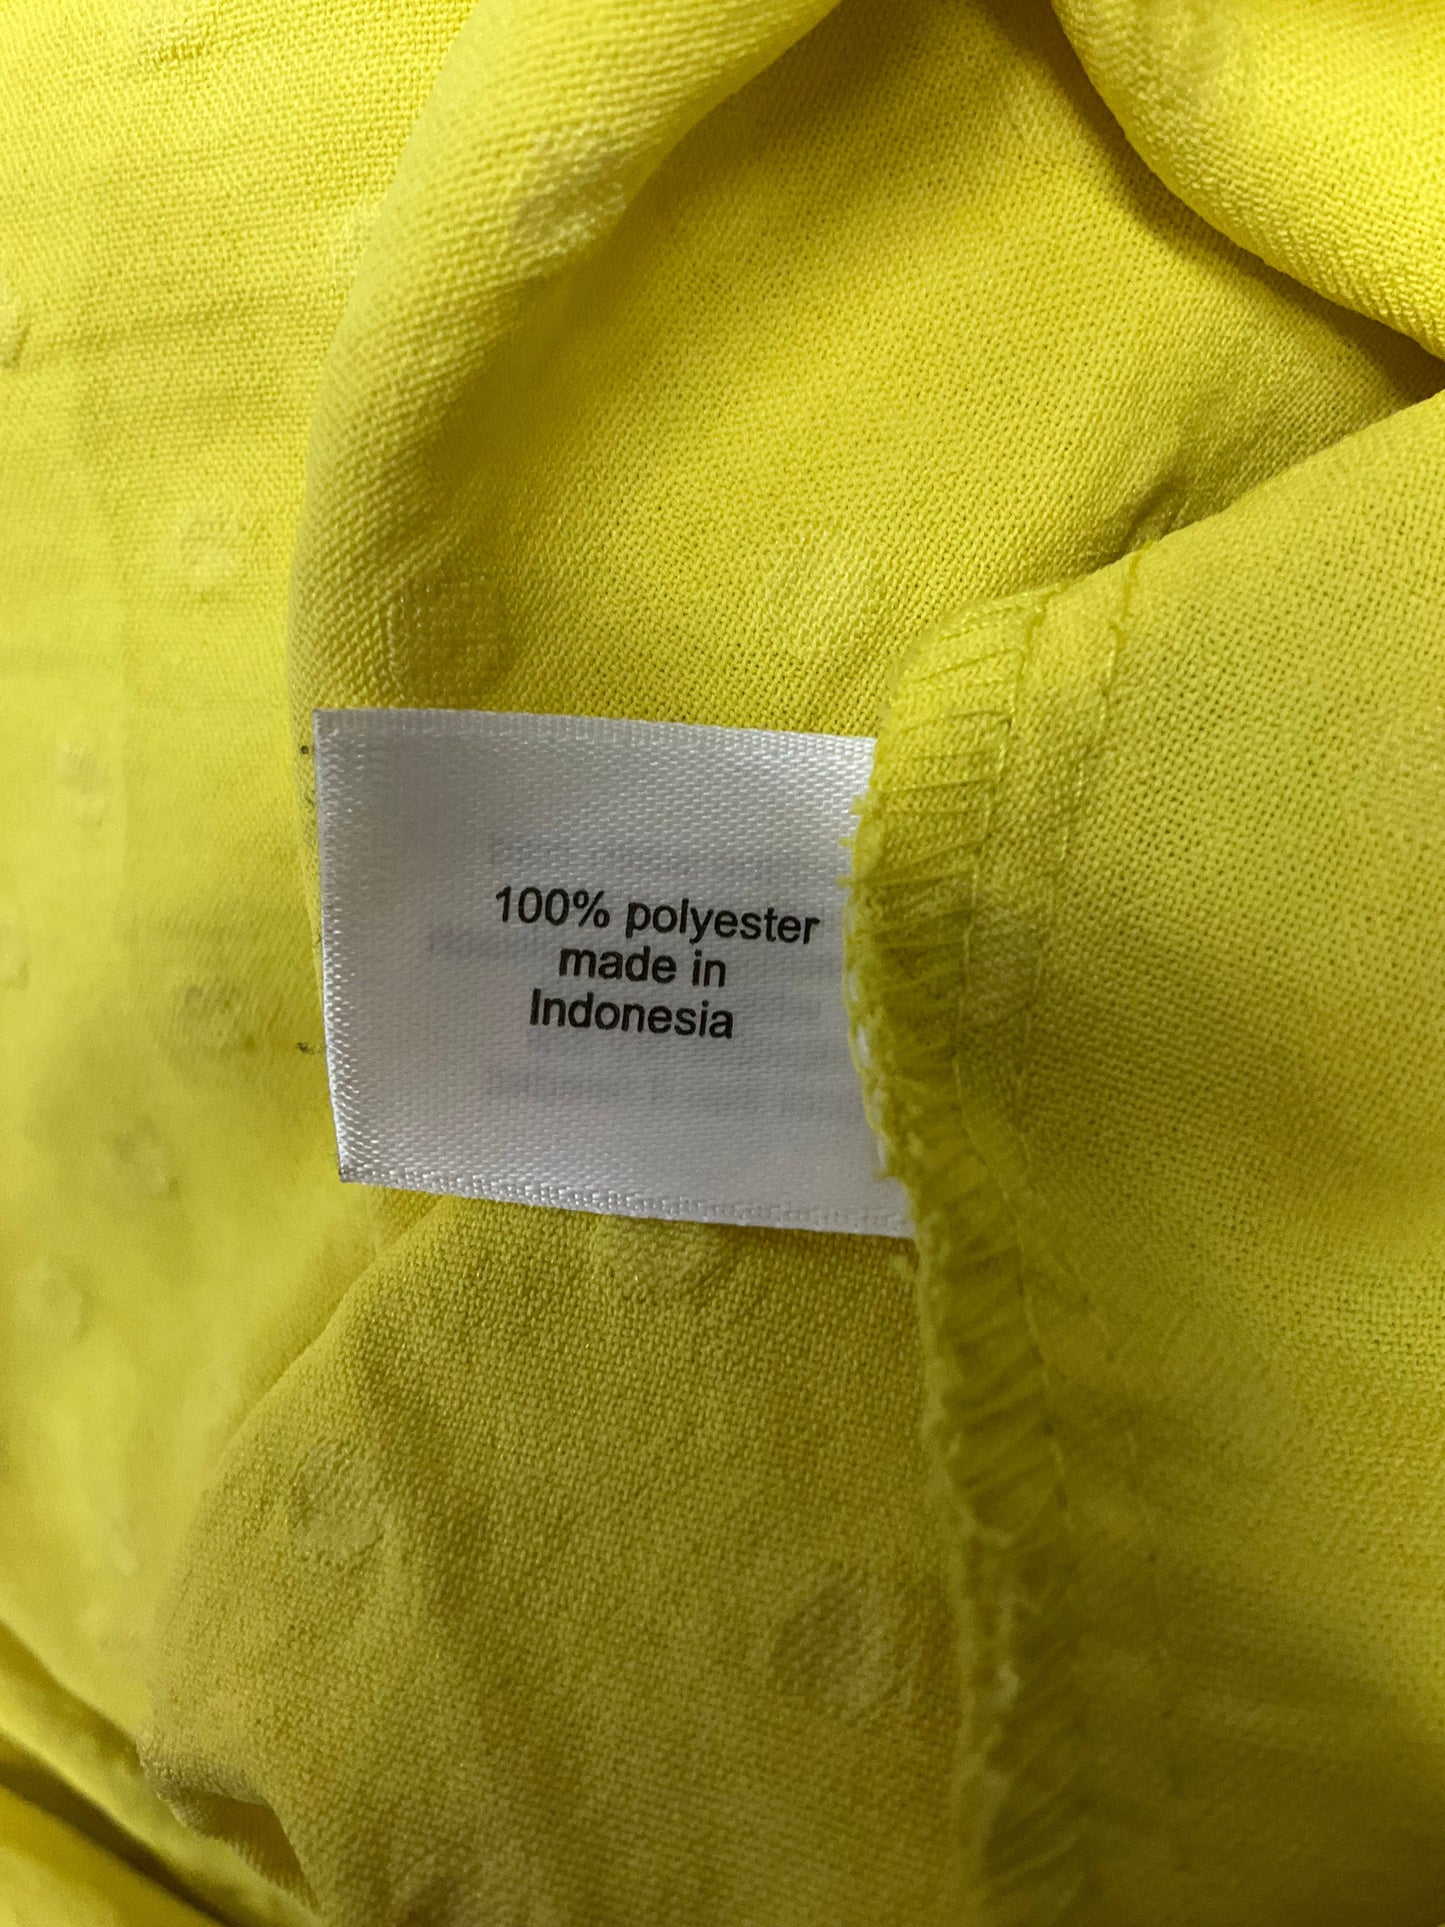 100% polyester
made in
Indonesia